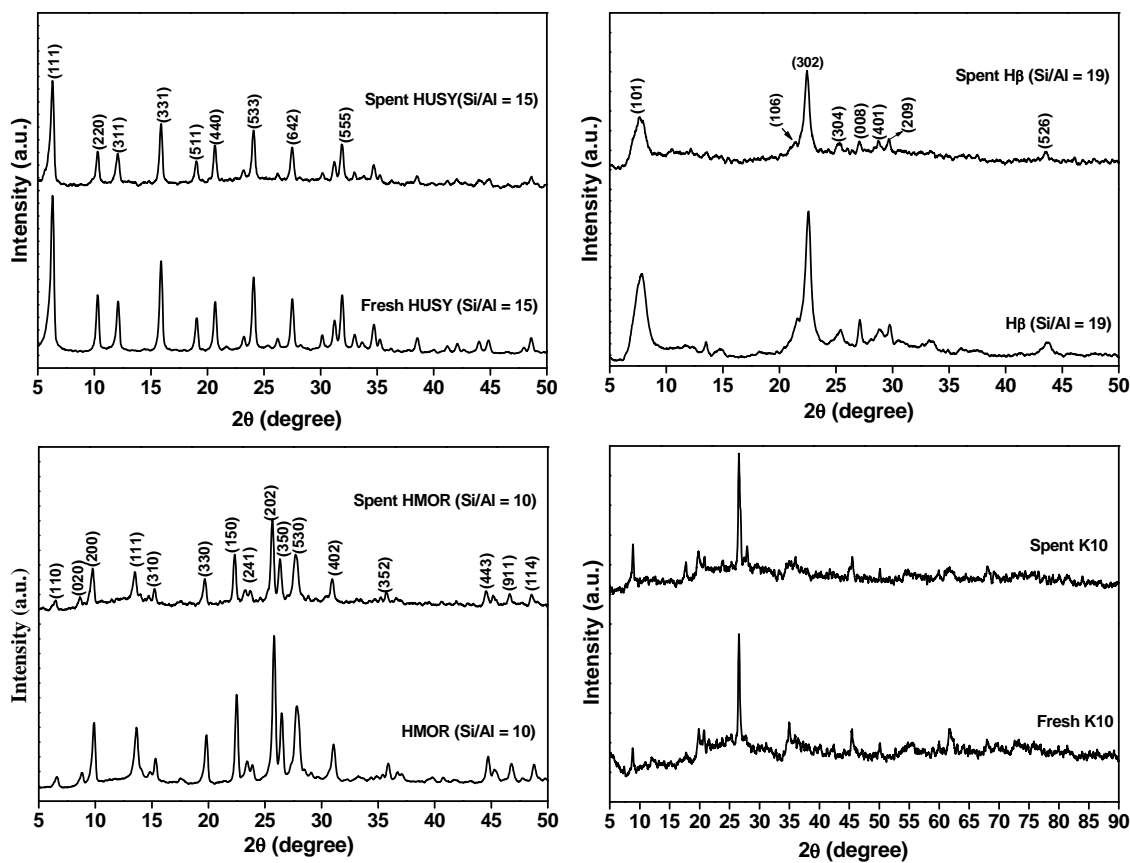 (111)
(220)
(311)
(331)
(511)
(440)
(533)
(642)
(555)
Spent HUSY(Si/Al = 15)
Fresh HUSY (Si/Al = 15)
Intensity (a.u.)
5 10 15 20 25 30 35 40 45 50
2θ (degree)
(101)
(106)
(302)
(304)
(008)
(401)
(209)
(526)
Spent Hβ (Si/Al = 19)
Hβ (Si/Al = 19)
Intensity (a.u.)
5 10 15 20 25 30 35 40 45 50
2θ (degree)
(110)
(020)
(200)
(111)
(310)
(330)
(150)
(241)
(202)
(350)
(530)
(402)
(352)
(443)
(911)
(114)
Spent HMOR (Si/Al = 10)
HMOR (Si/Al = 10)
Intensity (a.u.)
5 10 15 20 25 30 35 40 45 50
2θ (degree)
Spent K10
Fresh K10
Intensity (a.u.)
5 10 15 20 25 30 35 40 45 50 55 60 65 70 75 80 85 90
2θ (degree)